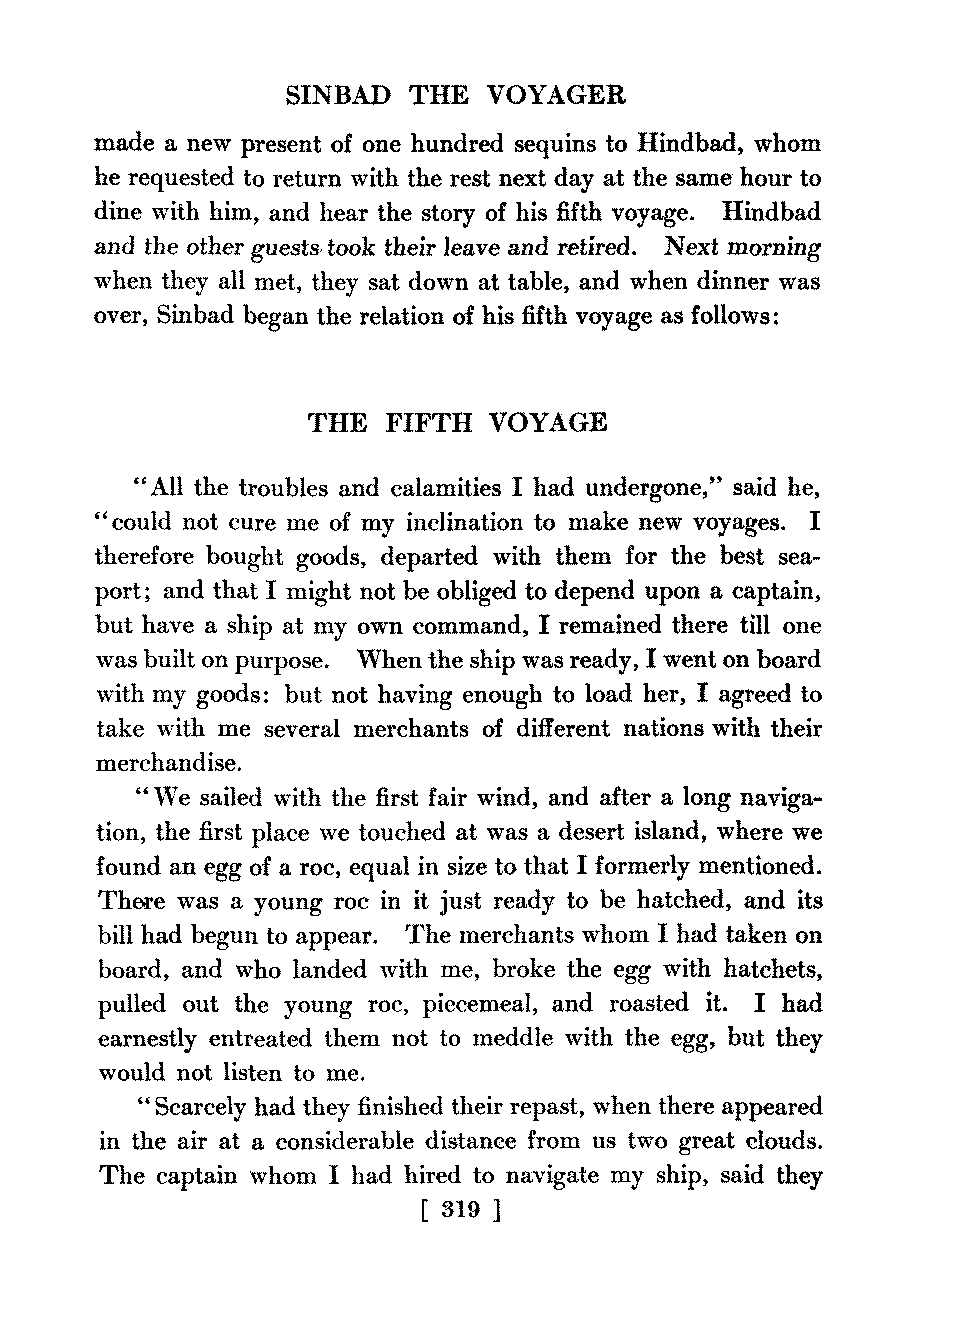 SINBAD THE VOYAGER
made a new present of one hundred sequins to Hindbad, whom
he requested to return with the rest next day at the same hour to
dine with him, and hear the story of his fifth voyage. Hindbad
and the other guests took their leave and retired. Next morning
when they all met, they sat down at table, and when dinner was
over, Sinbad began the relation of his fifth voyage as follows:
THE FIFTH VOYAGE
“All the troubles and calamities I had undergone,” said he,
“could not cure me of my inclination to make new voyages. I
therefore bought goods, departed with them for the best sea-
port; and that I might not be obliged to depend upon a captain,
but have a ship at my own command, I remained there till one
was built on purpose. When the ship was ready, I went on board
with my goods: but not having enough to load her, I agreed to
take with me several merchants of different nations with their
merchandise.
“We sailed with the first fair wind, and after a long naviga-
tion, the first place we touched at was a desert island, where we
found an egg of a roc, equal in size to that I formerly mentioned.
There was a young roc in it just ready to be hatched, and its
bill had begun to appear. The merchants whom I had taken on
board, and who landed with me, broke the egg with hatchets,
pulled out the young roc, piecemeal, and roasted it. I had
earnestly entreated them not to meddle with the egg, but they
would not listen to me.
“Scarcely had they finished their repast, when there appeared
in the air at a considerable distance from us two great clouds.
The captain whom I had hired to navigate my ship, said they
[ 319 ]